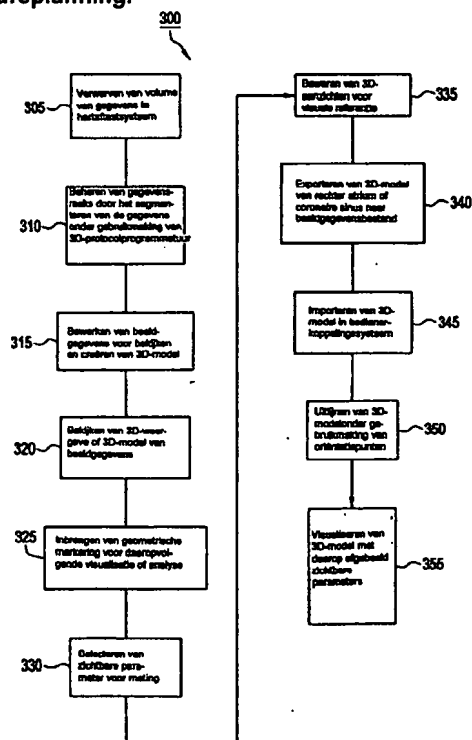 dureplanning.
300
305
Verwerven van volume
van gegevens in
hartstaatsysteem
310
Beheren van gegevens-
reeks door het segmen-
teren van de gegevens
onder gebruikmaking van
3D-protocolprogrammatuur
315
Bewerken van beeld-
gegevens voor bekijken
en creëren van 3D-model
320
Bekijken van 3D-weer-
gave of 3D-model van
beeldgegevens
325
Inbrengen van geometrische
markering voor daaropvol-
gende visualisatie of analyse
330
Selecteren van
zichtbare para-
meter voor meting
335
Bewaren van 3D-
aanzichten voor
visuele referentie
340
Exporteren van 3D-model
van rechter atrium of
coronaire sinus naar
beeldgegevensbestand
345
Importeren van 3D-
model in bediener-
koppelingssysteem
350
Uitlijnen van 3D-
modelonder ge-
bruikmaking van
oriëntatiepunten
355
Visualiseren van
3D-model met
daarop afgebeeld
zichtbare
parameters